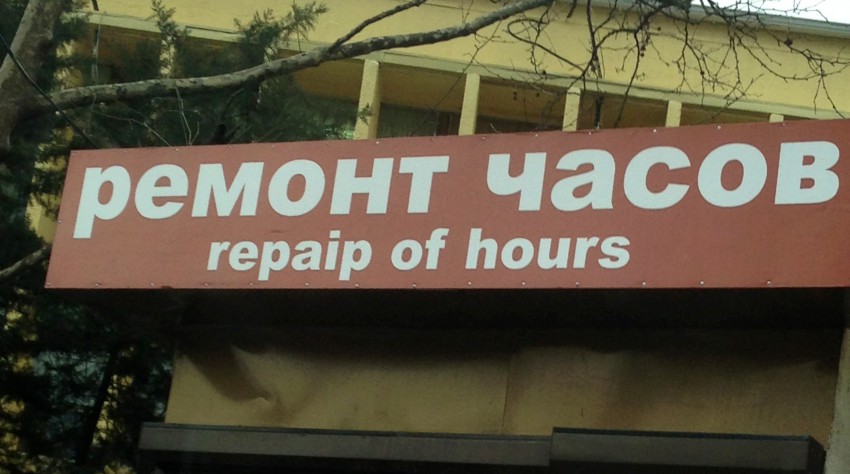 ремонт часов
repaip of hours